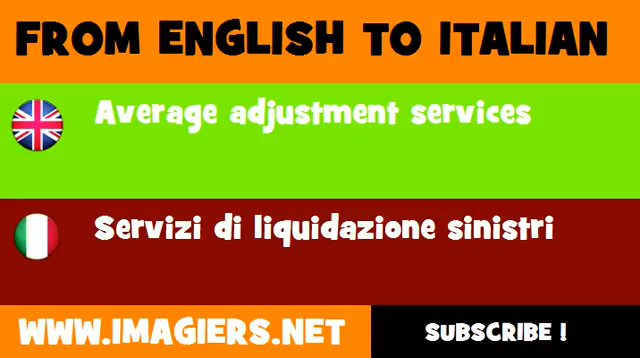 FROM ENGLISH TO ITALIAN
Average adjustment services
Servizi di liquidazione sinistri
WWW.IMAGIERS.NET
SUBSCRIBE !